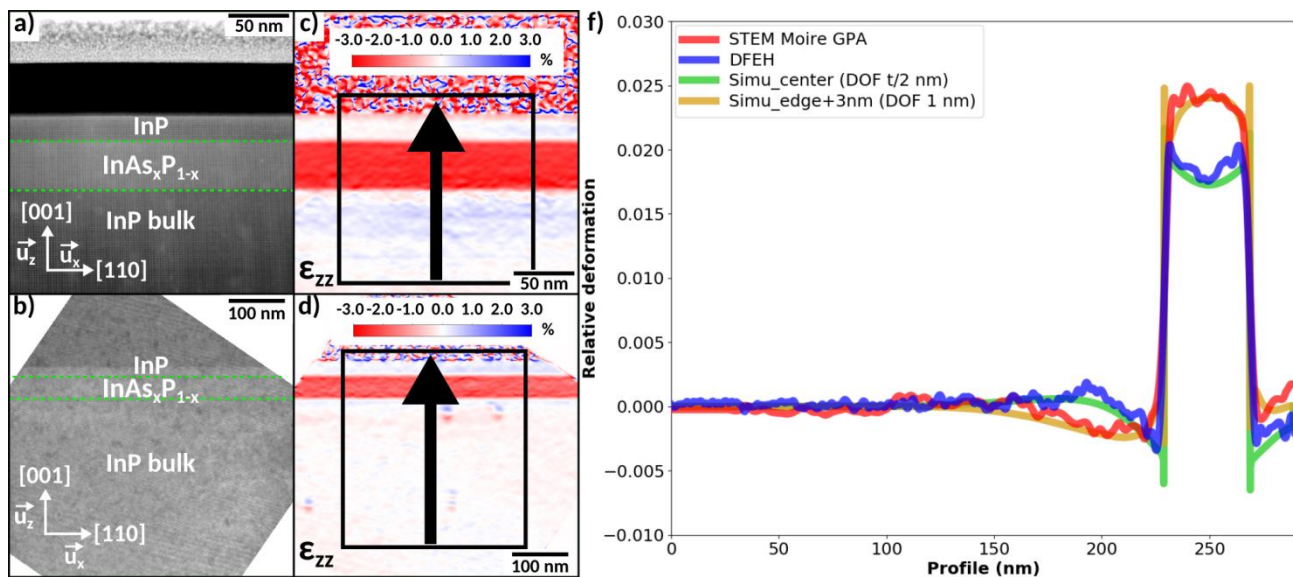 a)
50 nm
InP
InAsₓP₁₋ₓ
InP bulk
[001]
u⃗z
u⃗x
[110]
b)
100 nm
InP
InAsₓP₁₋ₓ
InP bulk
[001]
u⃗z
[110]
u⃗x
c)
-3.0 -2.0 -1.0 0.0 1.0 2.0 3.0
%
εzz
50 nm
d)
-3.0 -2.0 -1.0 0.0 1.0 2.0 3.0
%
εzz
100 nm
f)
STEM Moire GPA
DFEH
Simu_center (DOF t/2 nm)
Simu_edge+3nm (DOF 1 nm)
Relative deformation
0.030
0.025
0.020
0.015
0.010
0.005
0.000
−0.005
−0.010
0 50 100 150 200 250
Profile (nm)